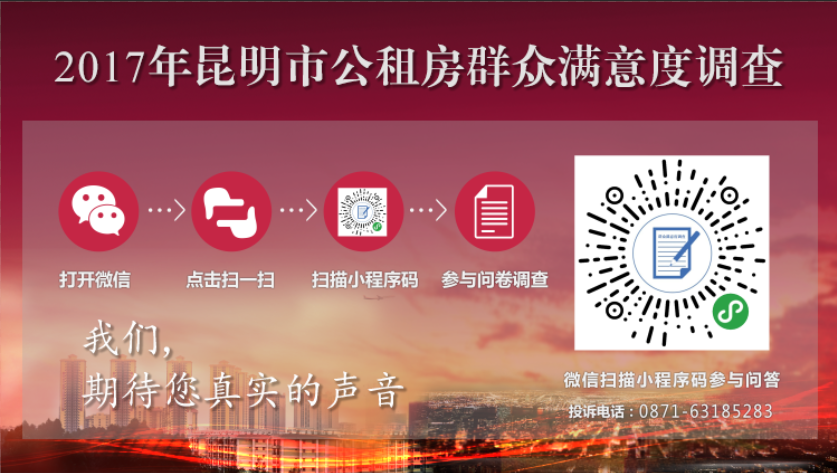 2017年昆明市公租房群众满意度调查
打开微信
点击扫一扫
扫描小程序码
参与问卷调查
我们,
期待您真实的声音
微信扫描小程序码参与问答
投诉电话：0871-63185283